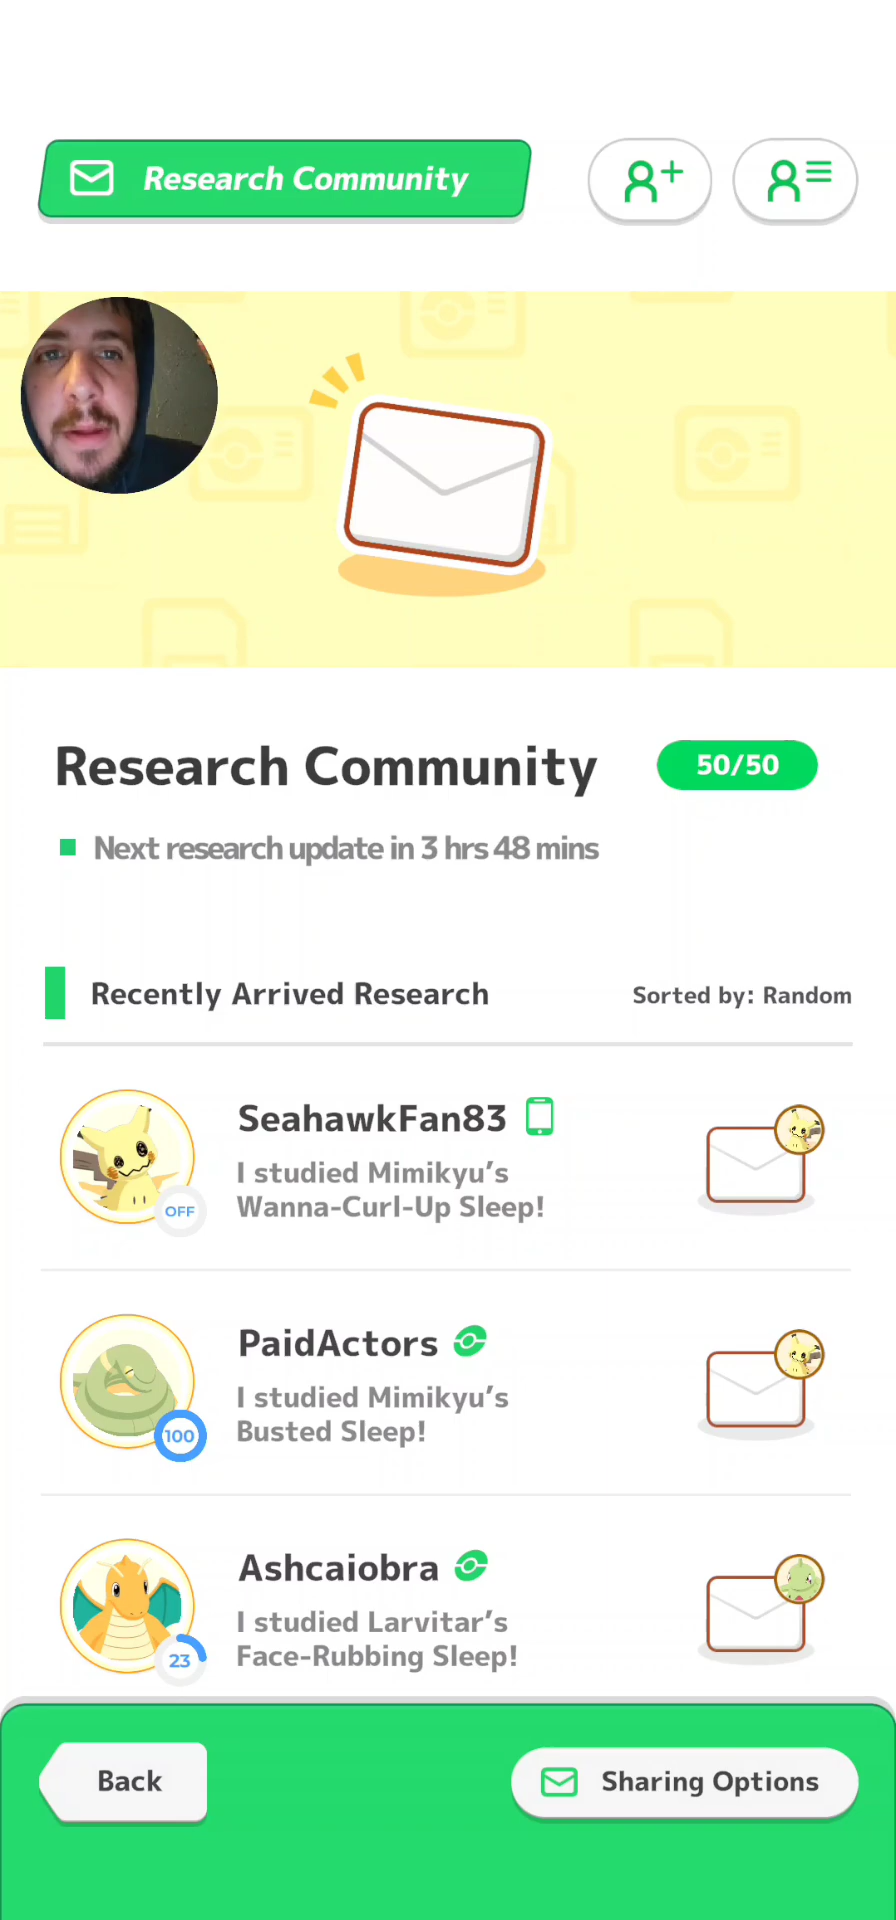 Research Community
Research Community
50/50
Next research update in 3 hrs 48 mins
Recently Arrived Research
Sorted by: Random
SeahawkFan83
I studied Mimikyu's
Wanna-Curl-Up Sleep!
OFF
PaidActors
I studied Mimikyu's
Busted Sleep!
100
Ashcaiobra
I studied Larvitar's
Face-Rubbing Sleep!
23
Back
Sharing Options